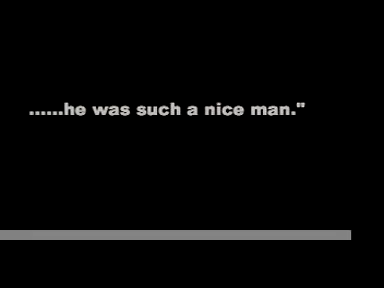 ......he was such a nice man."